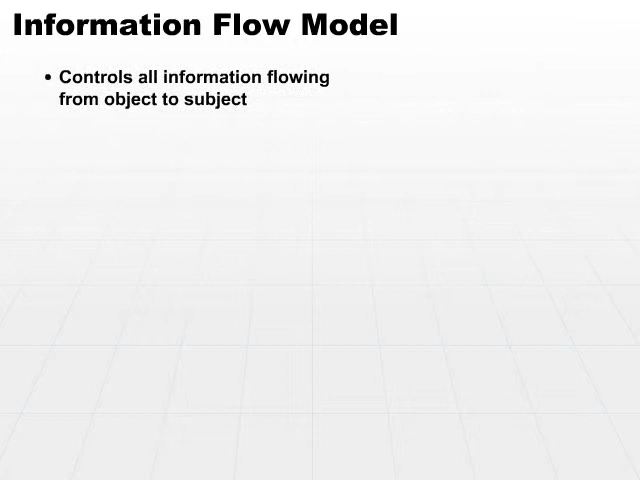 Information Flow Model
• Controls all information flowing
from object to subject